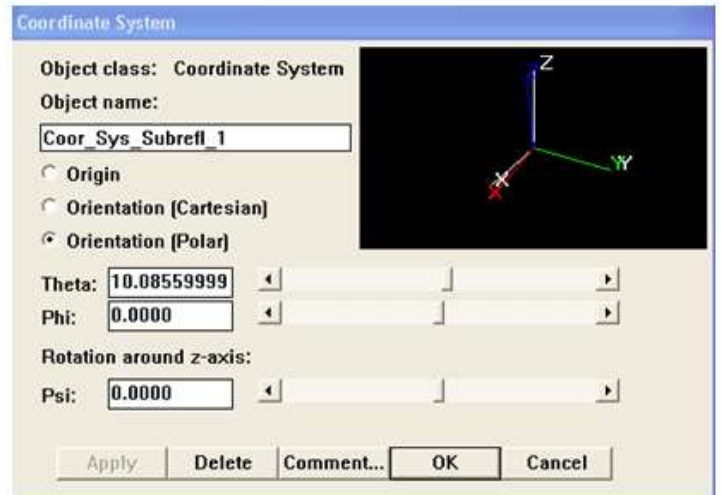 Coordinate System
Object class: Coordinate System
Object name:
Coor_Sys_Subrefl_1
Origin
Orientation (Cartesian)
Orientation (Polar)
Z
Y Y
X
X
Theta: 10.08559999
Phi: 0.0000
Rotation around z-axis:
Psi: 0.0000
Apply Delete Comment... OK Cancel